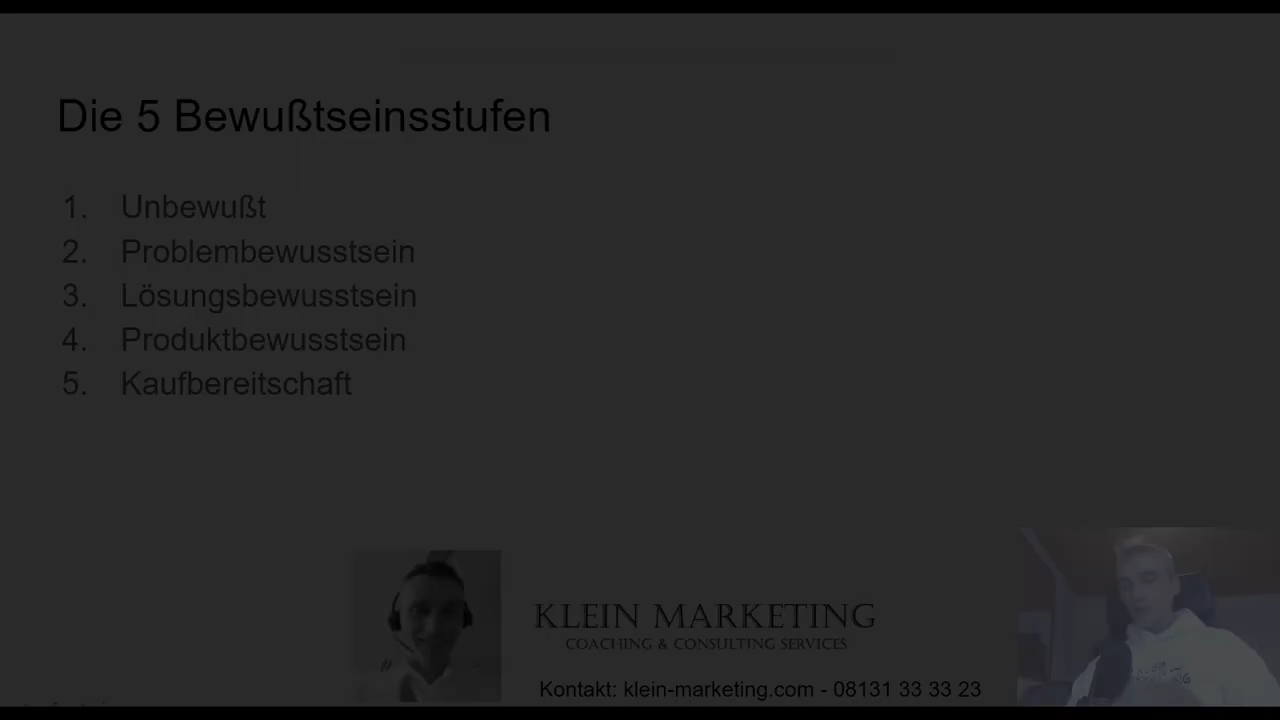 Die 5 Bewußtseinsstufen
1. Unbewußt
2. Problembewusstsein
3. Lösungsbewusstsein
4. Produktbewusstsein
5. Kaufbereitschaft
KLEIN MARKETING
COACHING & CONSULTING SERVICES
Kontakt: klein-marketing.com - 08131 33 33 23